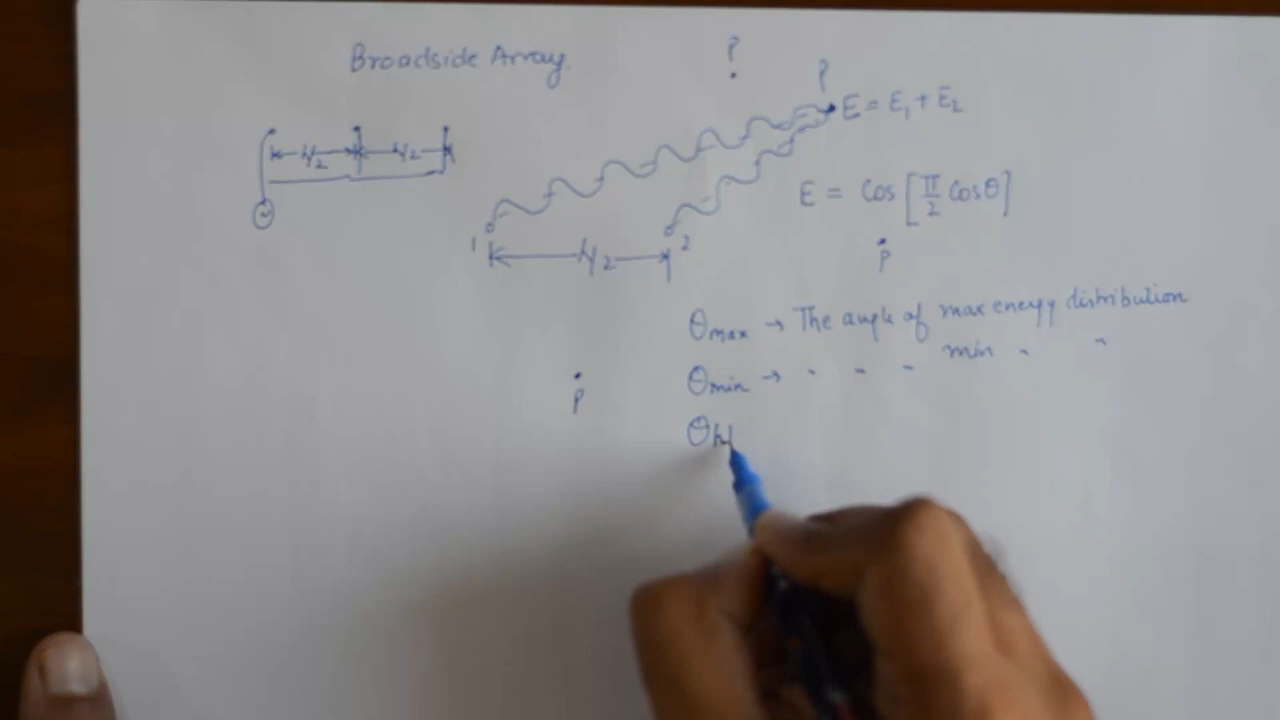 Broadside Array
P
P
E = E₁ + E₂
λ/2 λ/2
E = Cos [π/2 Cosθ]
1 λ/2 2
P
θmax → The angle of max energy distribution
θmin → " " " min " "
P
θh